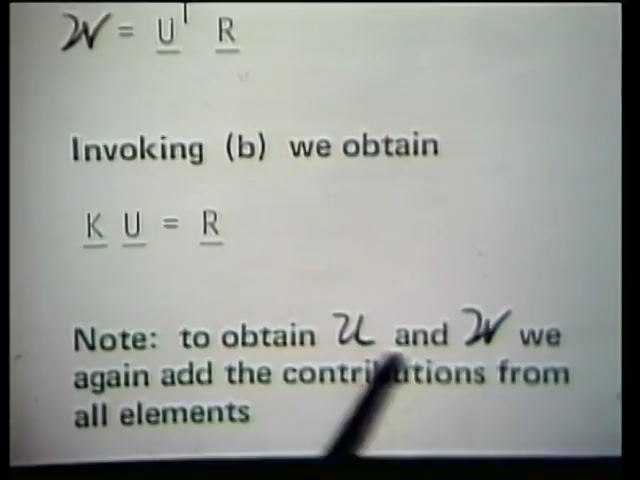 𝒲 = U^T R
Invoking (b) we obtain
K U = R
Note: to obtain 𝒰 and 𝒲 we
again add the contributions from
all elements